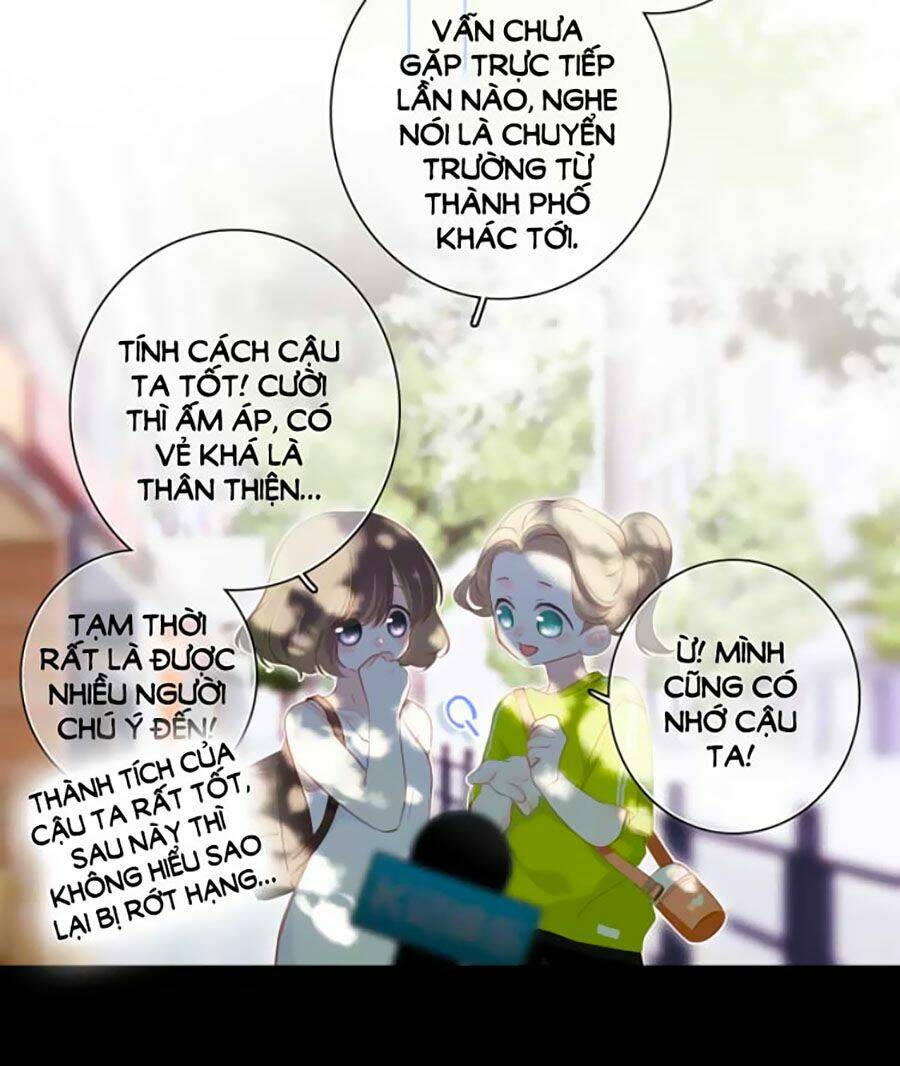 VẪN CHƯA
GẶP TRỰC TIẾP
LẦN NÀO, NGHE
NÓI LÀ CHUYỂN
TRƯỜNG TỪ
THÀNH PHỐ
KHÁC TỚI.
TÍNH CÁCH CẬU
TA TỐT! CƯỜI
THÌ ẤM ÁP, CÓ
VẺ KHÁ LÀ
THÂN THIỆN...
TẠM THỜI
RẤT LÀ ĐƯỢC
NHIỀU NGƯỜI
CHÚ Ý ĐẾN!
Ừ! MÌNH
CŨNG CÓ
NHỚ CẬU
TA!
THÀNH TÍCH CỦA
CẬU TA RẤT TỐT,
SAU NÀY THÌ
KHÔNG HIỂU SAO
LẠI BỊ RỚT HẠNG...